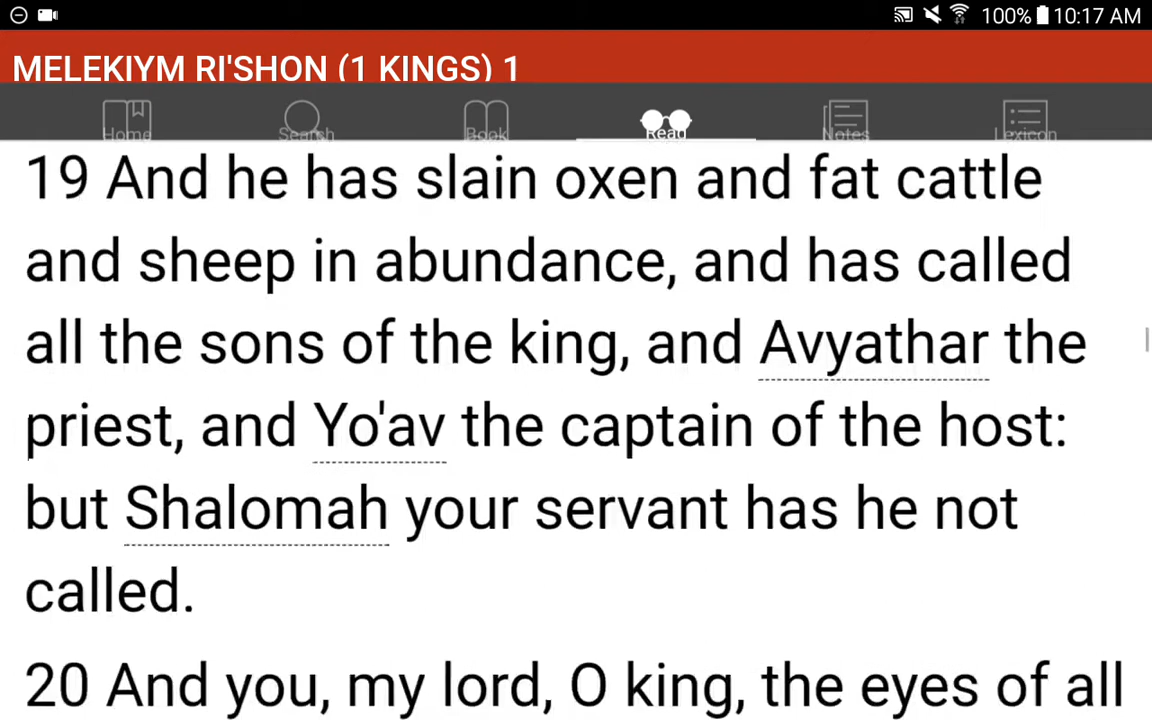 100% 10:17 AM
MELEKIYM RI'SHON (1 KINGS) 1
Home Search Book Read Notes Lexicon
19 And he has slain oxen and fat cattle
and sheep in abundance, and has called
all the sons of the king, and Avyathar the
priest, and Yo'av the captain of the host:
but Shalomah your servant has he not
called.
20 And you, my lord, O king, the eyes of all